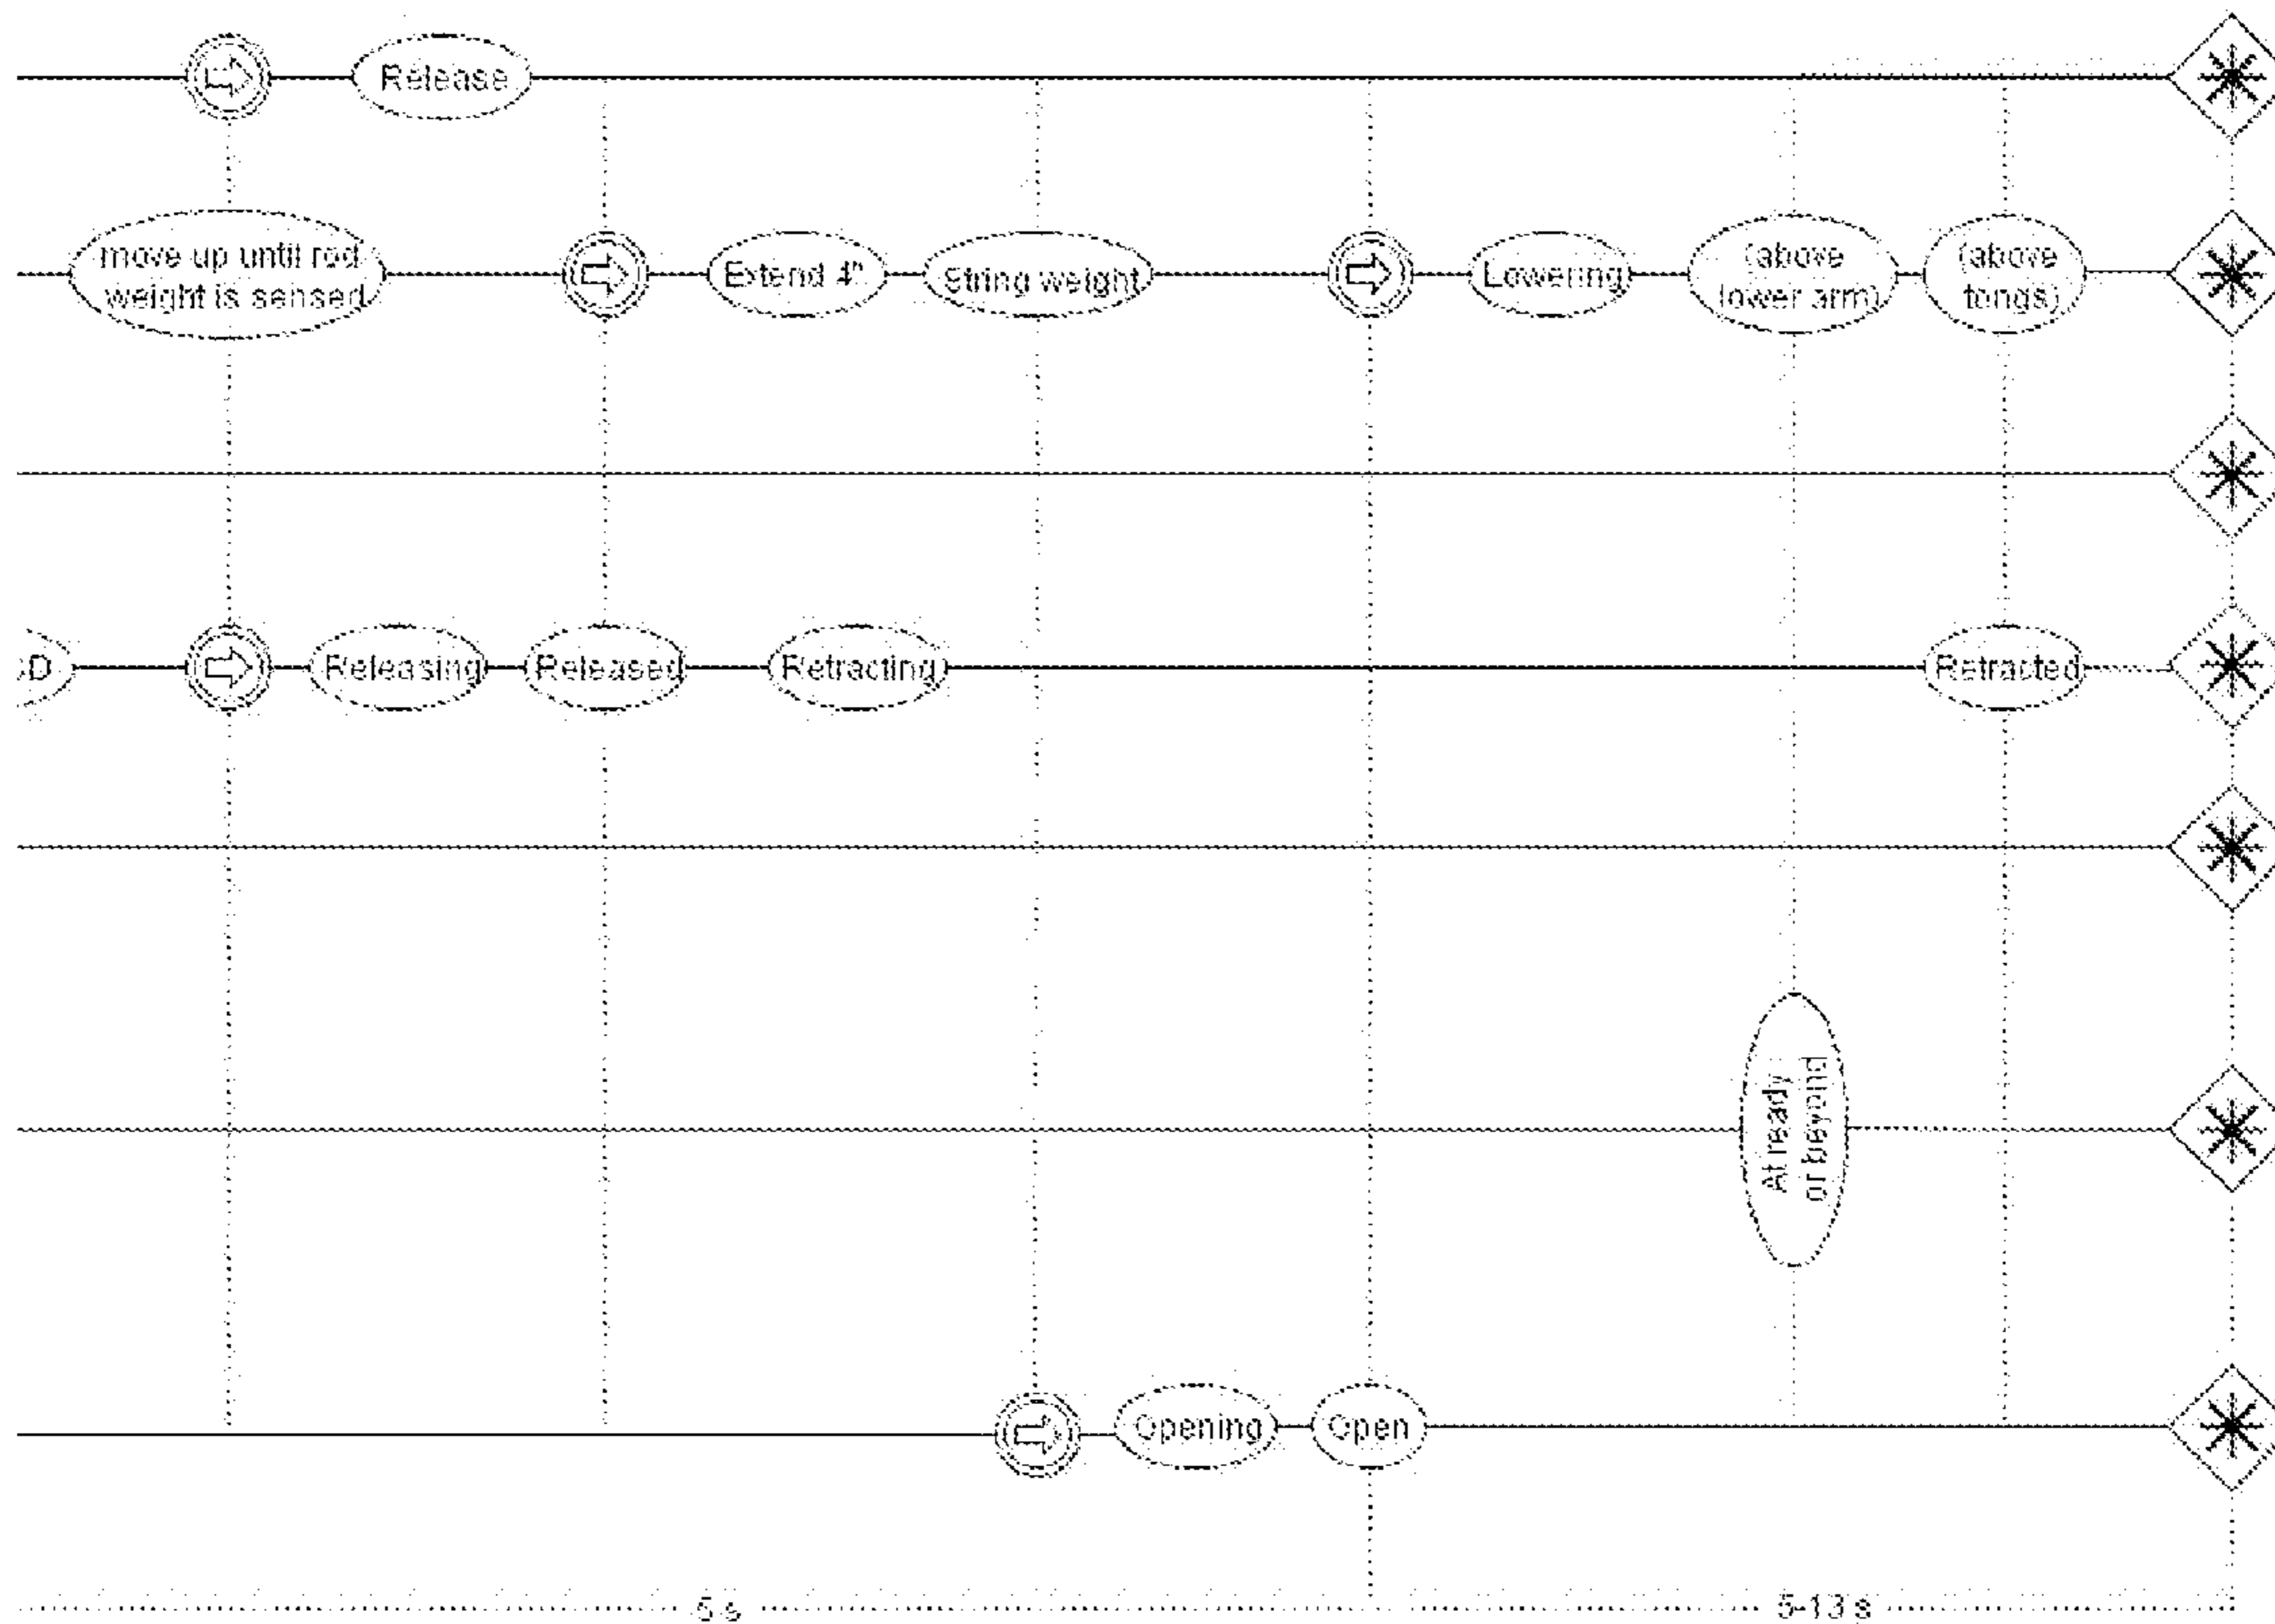 Release
move up until rod
weight is sensed
Extend 4"
String weight
Lowering
(above
lower arm)
(above
tongs)
Releasing
Released
Retracting
Retracted
At ready
or beyond
Opening
Open
5 s
5-13 s